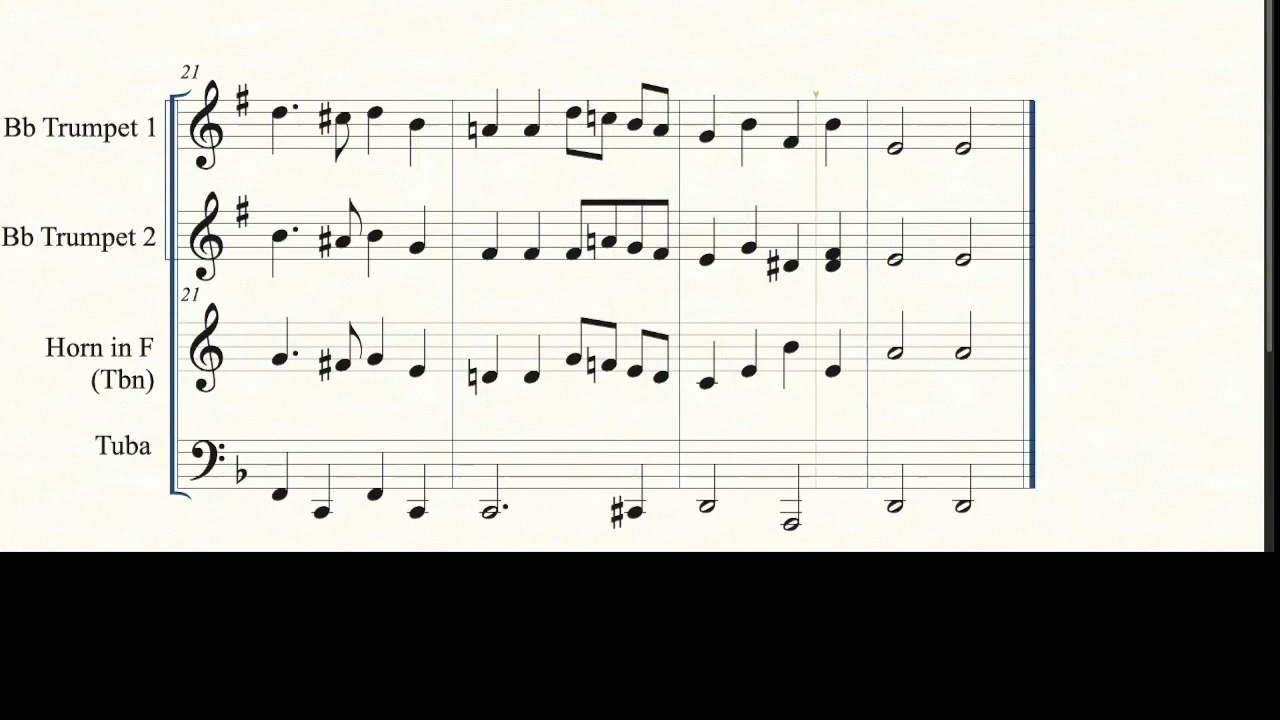 21
Bb Trumpet 1
Bb Trumpet 2
21
Horn in F
(Tbn)
Tuba